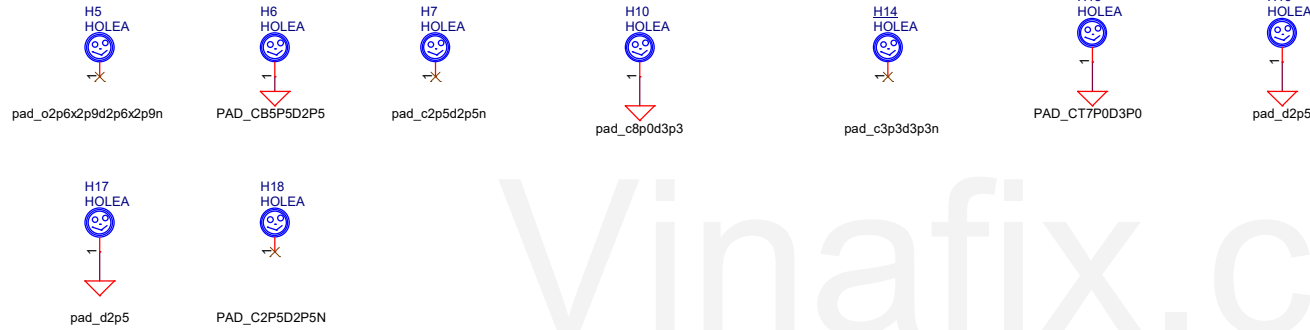 H5
HOLEA
1
pad_o2p6x2p9d2p6x2p9n
H6
HOLEA
1
PAD_CB5P5D2P5
H7
HOLEA
1
pad_c2p5d2p5n
H10
HOLEA
1
pad_c8p0d3p3
H14
HOLEA
1
pad_c3p3d3p3n
HOLEA
1
PAD_CT7P0D3P0
HOLEA
1
pad_d2p5
H17
HOLEA
1
pad_d2p5
H18
HOLEA
1
PAD_C2P5D2P5N
Vinafix.c